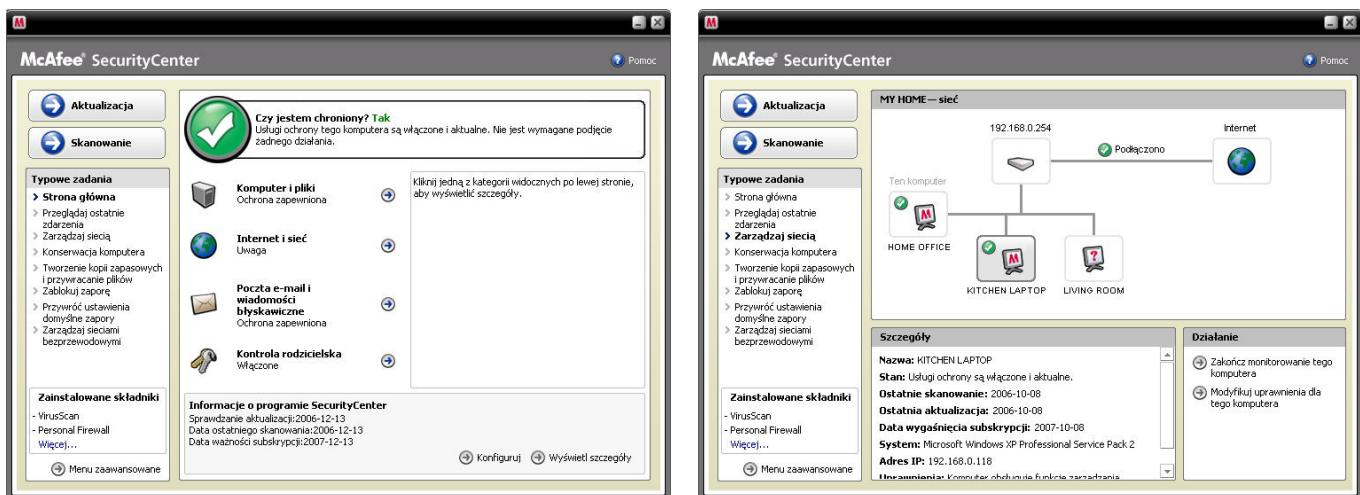 McAfee® SecurityCenter
Pomoc
Aktualizacja
Skanowanie
Typowe zadania
Strona główna
Przeglądaj ostatnie
zdarzenia
Zarządzaj siecią
Konserwacja komputera
Tworzenie kopii zapasowych
i przywracanie plików
Zablokuj zaporę
Przywróć ustawienia
domyślne zapory
Zarządzaj sieciami
bezprzewodowymi
Zainstalowane składniki
- VirusScan
- Personal Firewall
Więcej...
Menu zaawansowane
Czy jestem chroniony? Tak
Usługi ochrony tego komputera są włączone i aktualne. Nie jest wymagane podjęcie
żadnego działania.
Komputer i pliki
Ochrona zapewniona
Internet i sieć
Uwaga
Poczta e-mail i
wiadomości
błyskawiczne
Ochrona zapewniona
Kontrola rodzicielska
Włączone
Kliknij jedną z kategorii widocznych po lewej stronie,
aby wyświetlić szczegóły.
Informacje o programie SecurityCenter
Sprawdzanie aktualizacji:2006-12-13
Data ostatniego skanowania:2006-12-13
Data ważności subskrypcji:2007-12-13
Konfiguruj
Wyświetl szczegóły
McAfee® SecurityCenter
Pomoc
Aktualizacja
Skanowanie
Typowe zadania
Strona główna
Przeglądaj ostatnie
zdarzenia
Zarządzaj siecią
Konserwacja komputera
Tworzenie kopii zapasowych
i przywracanie plików
Zablokuj zaporę
Przywróć ustawienia
domyślne zapory
Zarządzaj sieciami
bezprzewodowymi
Zainstalowane składniki
- VirusScan
- Personal Firewall
Więcej...
Menu zaawansowane
MY HOME— sieć
192.168.0.254
Internet
Podłączono
Ten komputer
HOME OFFICE
KITCHEN LAPTOP
LIVING ROOM
Szczegóły
Nazwa: KITCHEN LAPTOP
Stan: Usługi ochrony są włączone i aktualne.
Ostatnie skanowanie: 2006-10-08
Ostatnia aktualizacja: 2006-10-08
Data wygaśnięcia subskrypcji: 2007-10-08
System: Microsoft Windows XP Professional Service Pack 2
Adres IP: 192.168.0.118
Uprawnienia: Komputer obsługuje funkcje zarządzania
Działanie
Zakończ monitorowanie tego
komputera
Modyfikuj uprawnienia dla
tego komputera